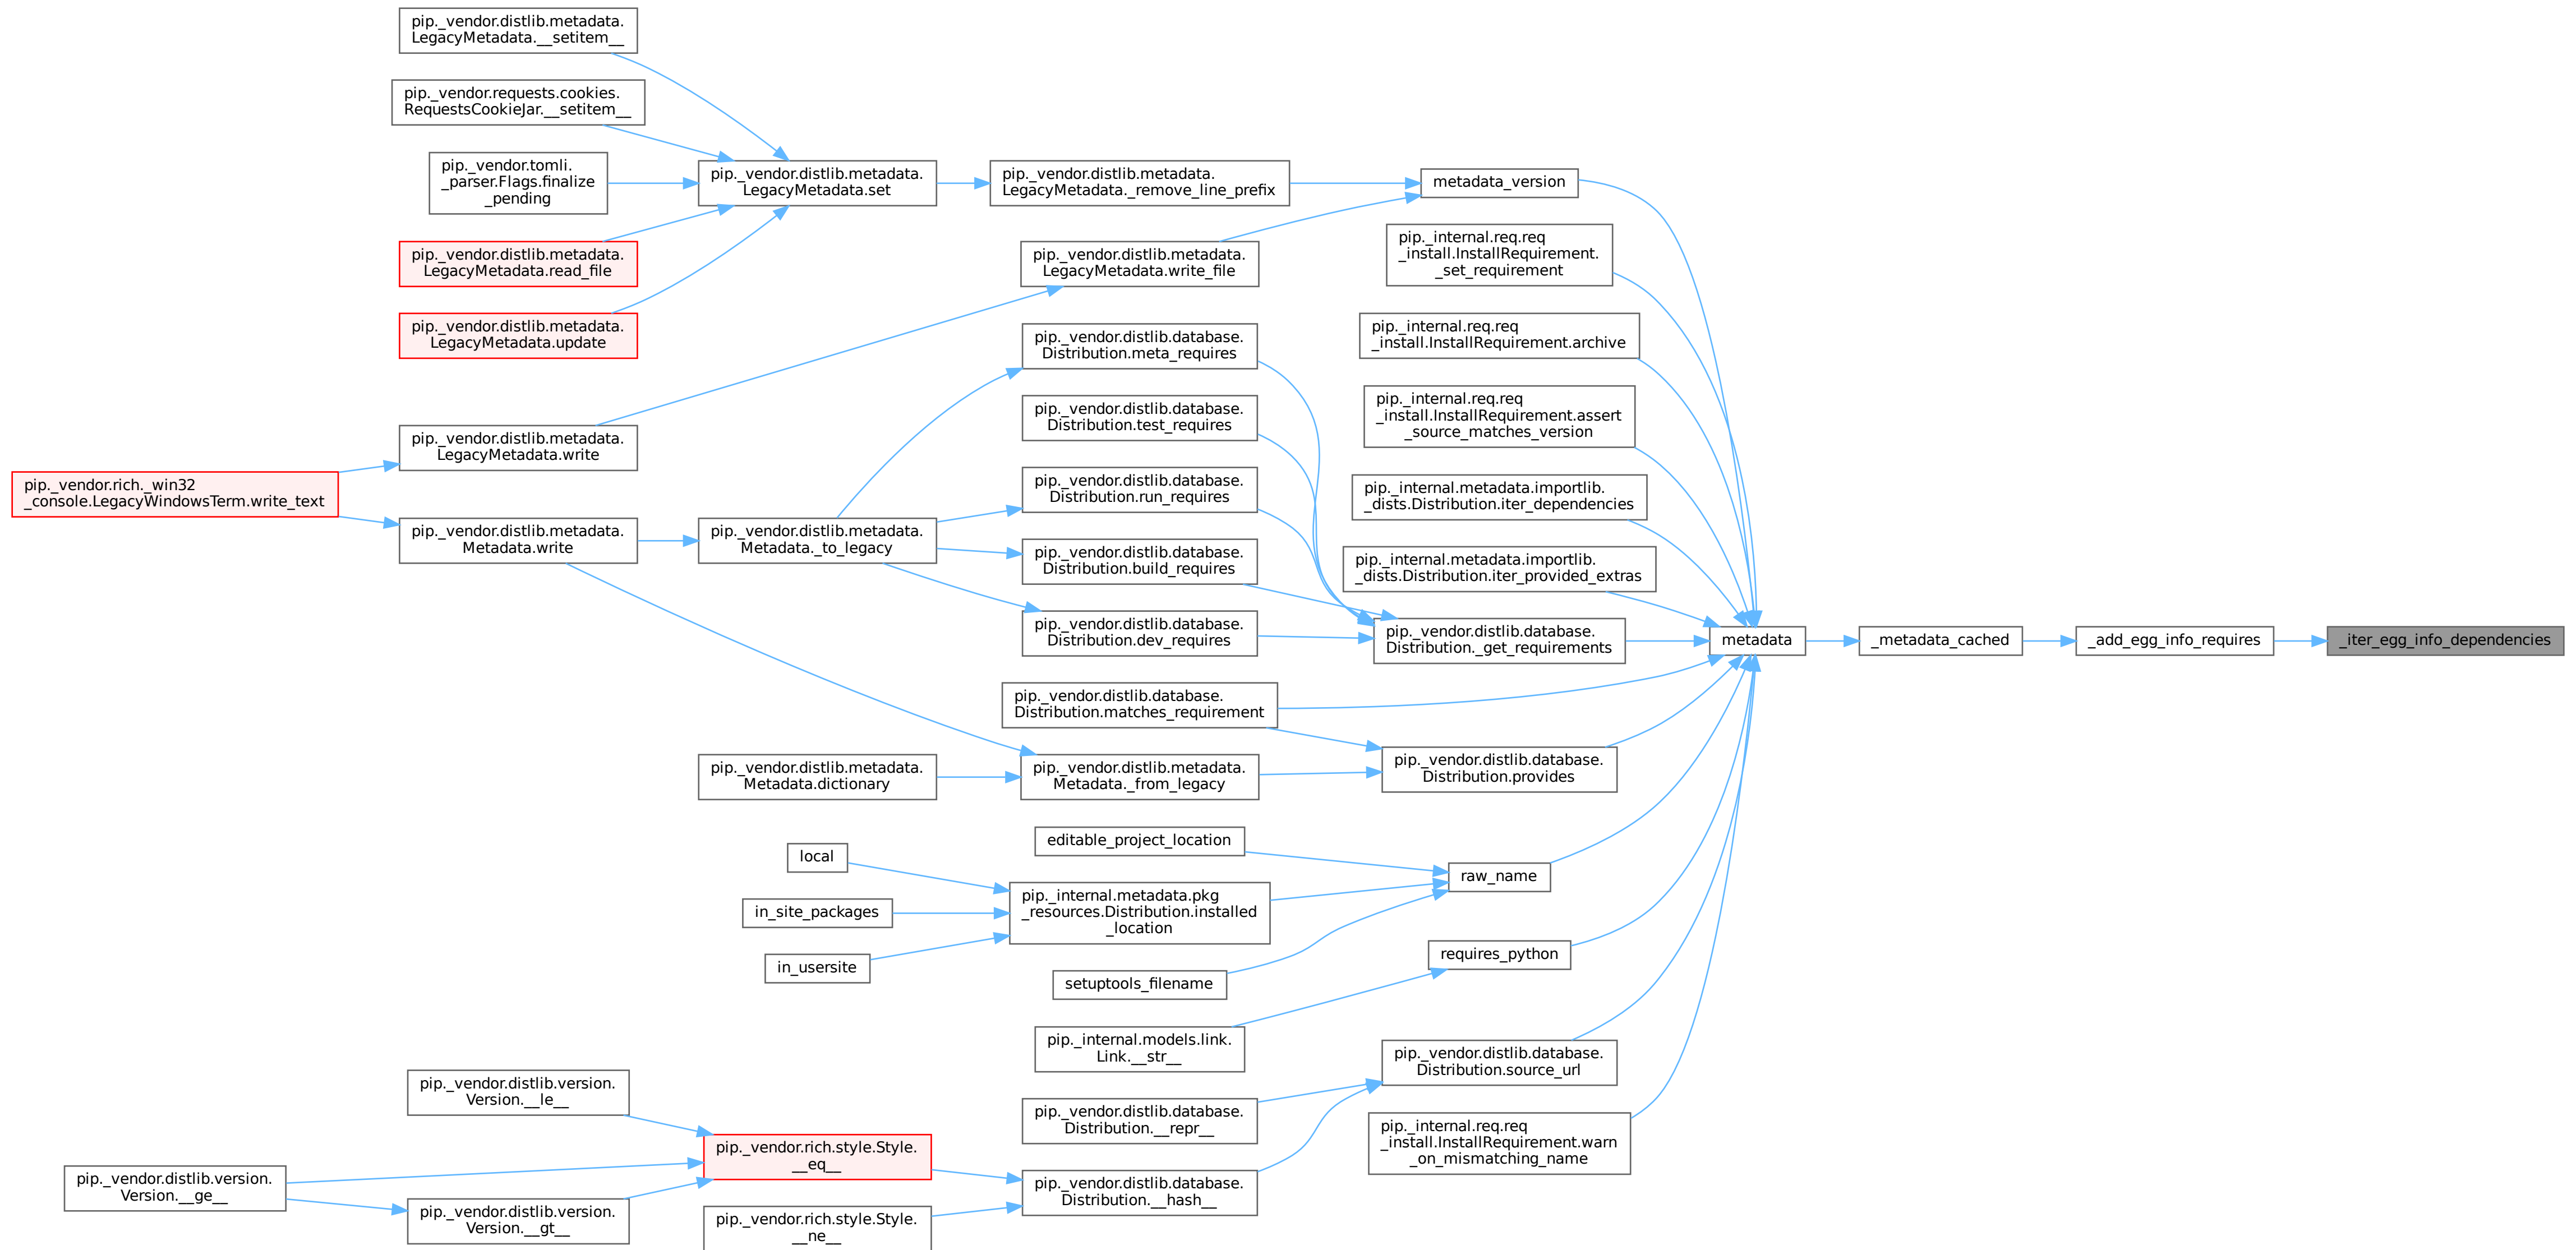 pip._vendor.distlib.metadata.
LegacyMetadata.__setitem__
pip._vendor.requests.cookies.
RequestsCookieJar.__setitem__
pip._vendor.tomli.
_parser.Flags.finalize
_pending
pip._vendor.distlib.metadata.
LegacyMetadata.read_file
pip._vendor.distlib.metadata.
LegacyMetadata.update
pip._vendor.rich._win32
_console.LegacyWindowsTerm.write_text
pip._vendor.distlib.metadata.
LegacyMetadata.write
pip._vendor.distlib.metadata.
Metadata.write
pip._vendor.distlib.metadata.
LegacyMetadata.set
pip._vendor.distlib.metadata.
LegacyMetadata._remove_line_prefix
metadata_version
pip._vendor.distlib.metadata.
LegacyMetadata.write_file
pip._vendor.distlib.database.
Distribution.meta_requires
pip._vendor.distlib.database.
Distribution.test_requires
pip._vendor.distlib.database.
Distribution.run_requires
pip._vendor.distlib.metadata.
Metadata._to_legacy
pip._vendor.distlib.database.
Distribution.build_requires
pip._vendor.distlib.database.
Distribution.dev_requires
pip._internal.req.req
_install.InstallRequirement.
_set_requirement
pip._internal.req.req
_install.InstallRequirement.archive
pip._internal.req.req
_install.InstallRequirement.assert
_source_matches_version
pip._internal.metadata.importlib.
_dists.Distribution.iter_dependencies
pip._internal.metadata.importlib.
_dists.Distribution.iter_provided_extras
pip._vendor.distlib.database.
Distribution._get_requirements
metadata
_metadata_cached
_add_egg_info_requires
_iter_egg_info_dependencies
pip._vendor.distlib.database.
Distribution.matches_requirement
pip._vendor.distlib.database.
Distribution.provides
pip._vendor.distlib.metadata.
Metadata.dictionary
pip._vendor.distlib.metadata.
Metadata._from_legacy
editable_project_location
local
in_site_packages
in_usersite
pip._internal.metadata.pkg
_resources.Distribution.installed
_location
raw_name
setuptools_filename
requires_python
pip._internal.models.link.
Link.__str__
pip._vendor.distlib.database.
Distribution.source_url
pip._vendor.distlib.database.
Distribution.__repr__
pip._internal.req.req
_install.InstallRequirement.warn
_on_mismatching_name
pip._vendor.distlib.version.
Version.__le__
pip._vendor.rich.style.Style.
__eq__
pip._vendor.distlib.database.
Distribution.__hash__
pip._vendor.distlib.version.
Version.__ge__
pip._vendor.distlib.version.
Version.__gt__
pip._vendor.rich.style.Style.
__ne__